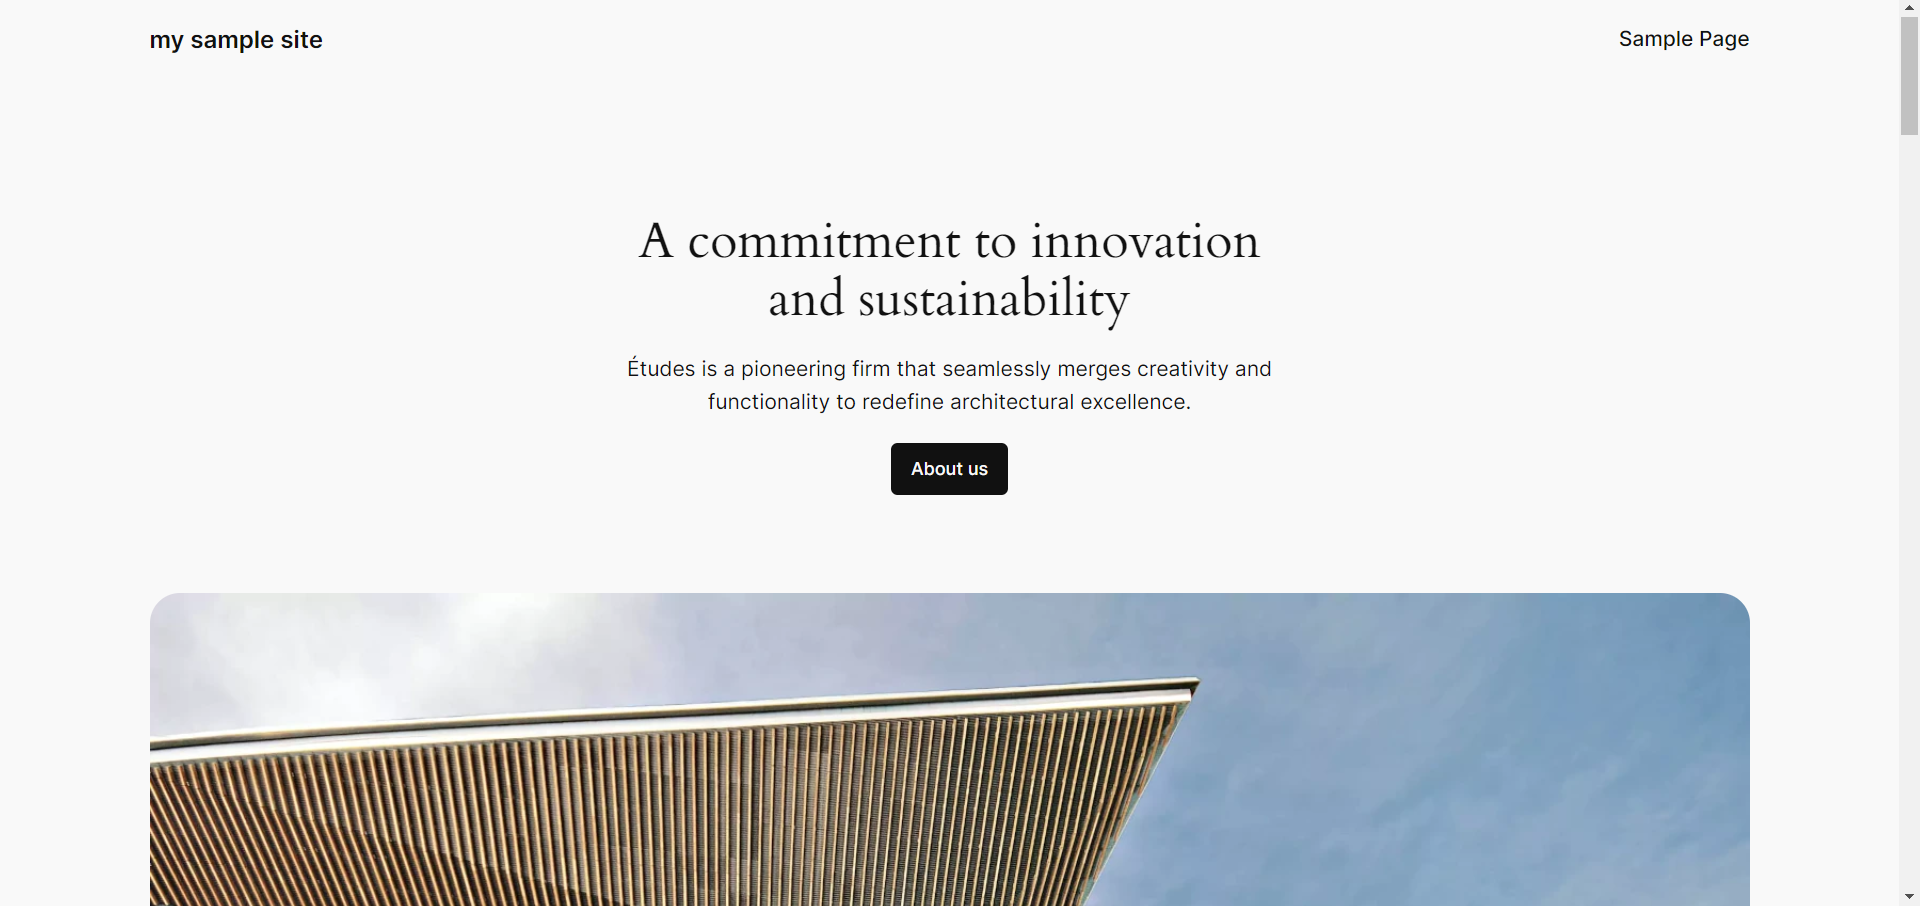 my sample site
Sample Page
A commitment to innovation
and sustainability
Études is a pioneering firm that seamlessly merges creativity and
functionality to redefine architectural excellence.
About us